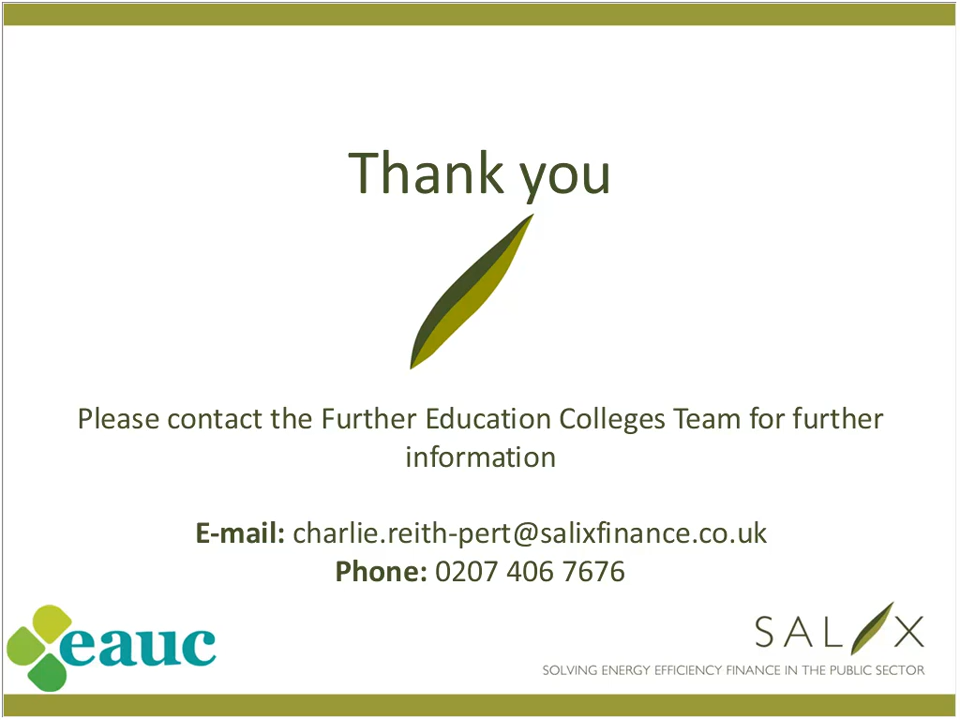 Thank you
Please contact the Further Education Colleges Team for further
information
E-mail: charlie.reith-pert@salixfinance.co.uk
Phone: 0207 406 7676
eauc
SALIX
SOLVING ENERGY EFFICIENCY FINANCE IN THE PUBLIC SECTOR